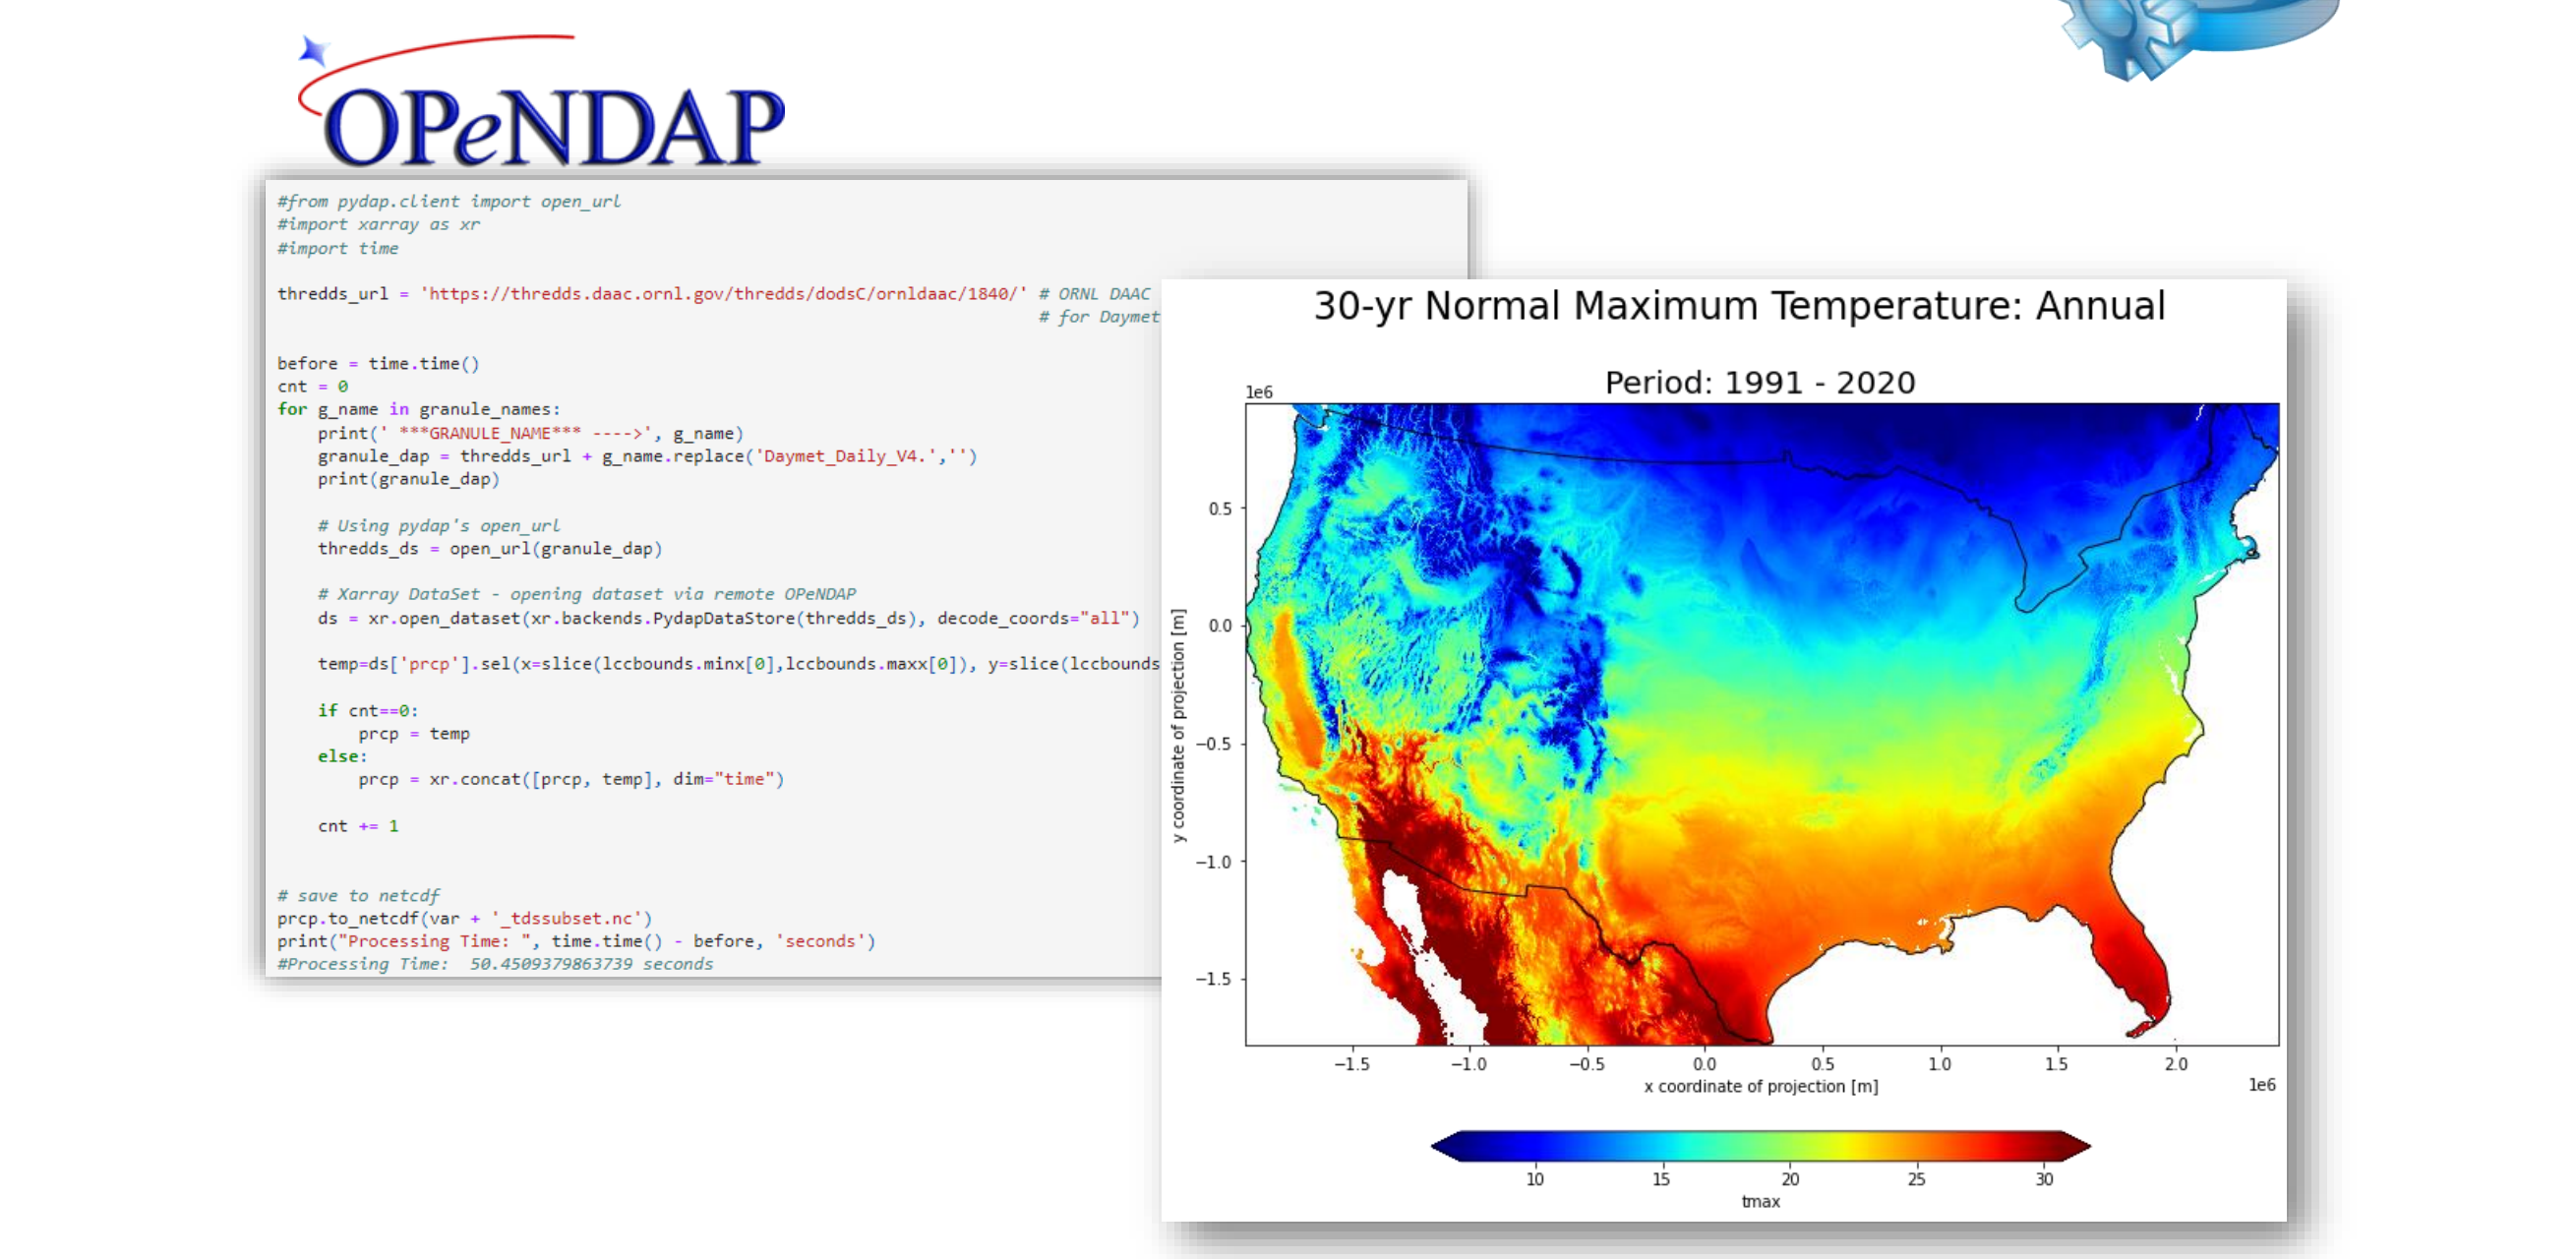 OPeNDAP
#from pydap.client import open_url
#import xarray as xr
#import time
thredds_url = 'https://thredds.daac.ornl.gov/thredds/dodsC/ornldaac/1840/' # ORNL DAAC
# for Daymet
before = time.time()
cnt = 0
for g_name in granule_names:
    print(' ***GRANULE_NAME*** ---->', g_name)
    granule_dap = thredds_url + g_name.replace('Daymet_Daily_V4.','')
    print(granule_dap)
    # Using pydap's open_url
    thredds_ds = open_url(granule_dap)
    # Xarray DataSet - opening dataset via remote OPeNDAP
    ds = xr.open_dataset(xr.backends.PydapDataStore(thredds_ds), decode_coords="all")
    temp=ds['prcp'].sel(x=slice(lccbounds.minx[0],lccbounds.maxx[0]), y=slice(lccbounds
    if cnt==0:
        prcp = temp
    else:
        prcp = xr.concat([prcp, temp], dim="time")
    cnt += 1
# save to netcdf
prcp.to_netcdf(var + '_tdssubset.nc')
print("Processing Time: ", time.time() - before, 'seconds')
#Processing Time:  50.4509379863739 seconds
30-yr Normal Maximum Temperature: Annual
Period: 1991 - 2020
1e6
0.5
0.0
−0.5
−1.0
−1.5
y coordinate of projection [m]
−1.5 −1.0 −0.5 0.0 0.5 1.0 1.5 2.0
x coordinate of projection [m]
1e6
10 15 20 25 30
tmax